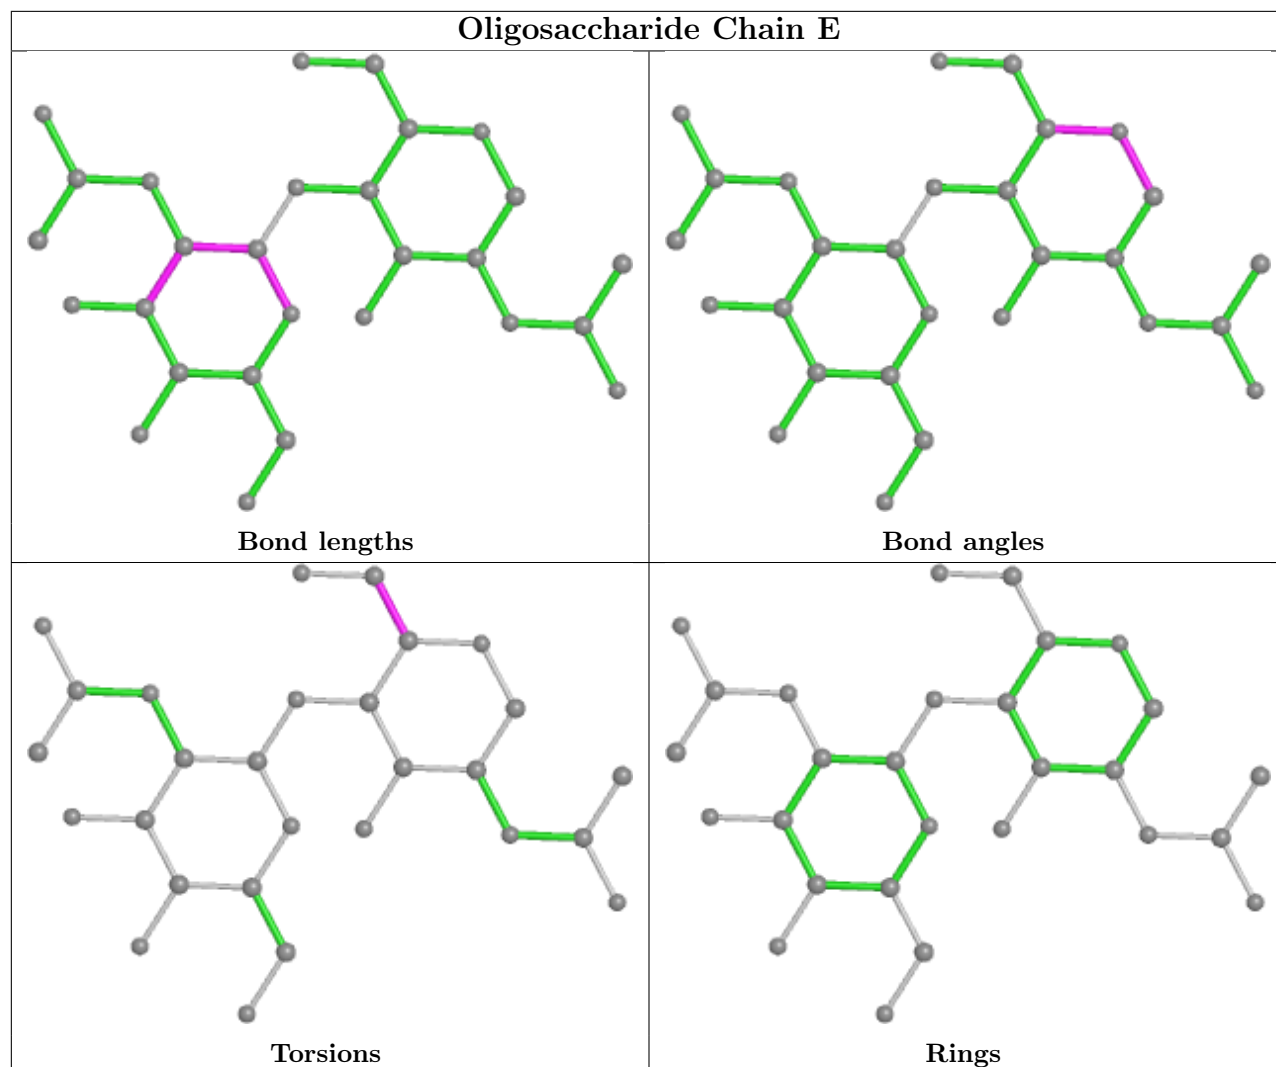 Oligosaccharide Chain E
Bond lengths
Bond angles
Torsions
Rings